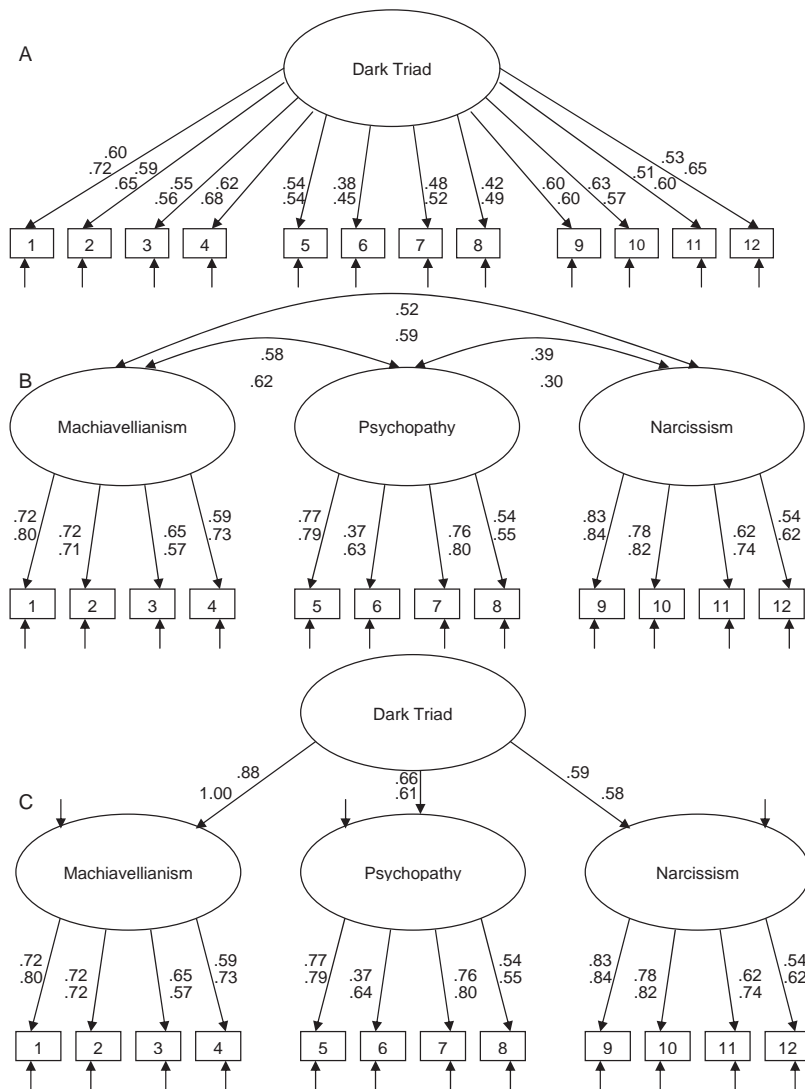 A
Dark Triad
.60 .59 .55 .62 .54 .38 .48 .42 .60 .63 .51 .53
.72 .65 .56 .68 .54 .45 .52 .49 .60 .57 .60 .65
1 2 3 4 5 6 7 8 9 10 11 12
.52
.59
.58 .39
.62 .30
B
Machiavellianism Psychopathy Narcissism
.72 .72 .65 .59 .77 .37 .76 .54 .83 .78 .62 .54
.80 .71 .57 .73 .79 .63 .80 .55 .84 .82 .74 .62
1 2 3 4 5 6 7 8 9 10 11 12
Dark Triad
.88 .66 .59
1.00 .61 .58
C
Machiavellianism Psychopathy Narcissism
.72 .72 .65 .59 .77 .37 .76 .54 .83 .78 .62 .54
.80 .72 .57 .73 .79 .64 .80 .55 .84 .82 .74 .62
1 2 3 4 5 6 7 8 9 10 11 12